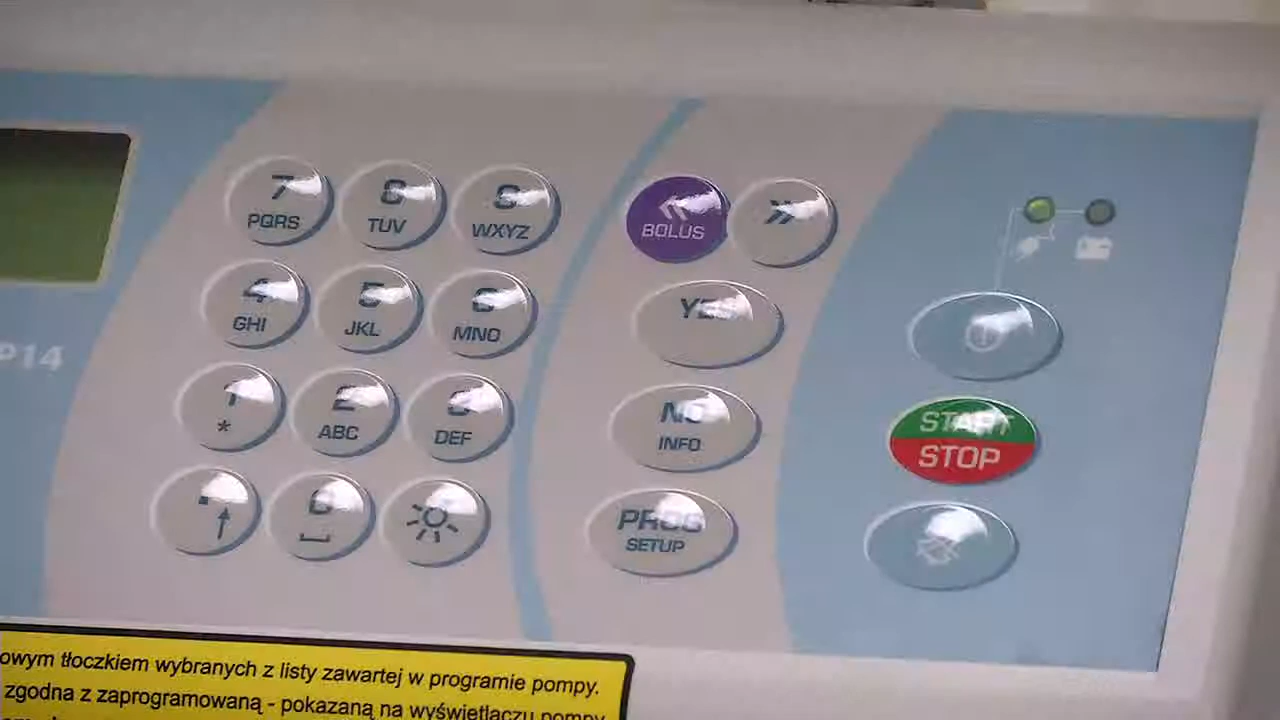 7 8 9
PQRS TUV WXYZ
« BOLUS »
4 5 6
GHI JKL MNO
YES
P14
1 2 3
* ABC DEF
NO
INFO
START
STOP
0
PROG
SETUP
owym tłoczkiem wybranych z listy zawartej w programie pompy.
zgodna z zaprogramowaną - pokazaną na wyświetlaczu pompy